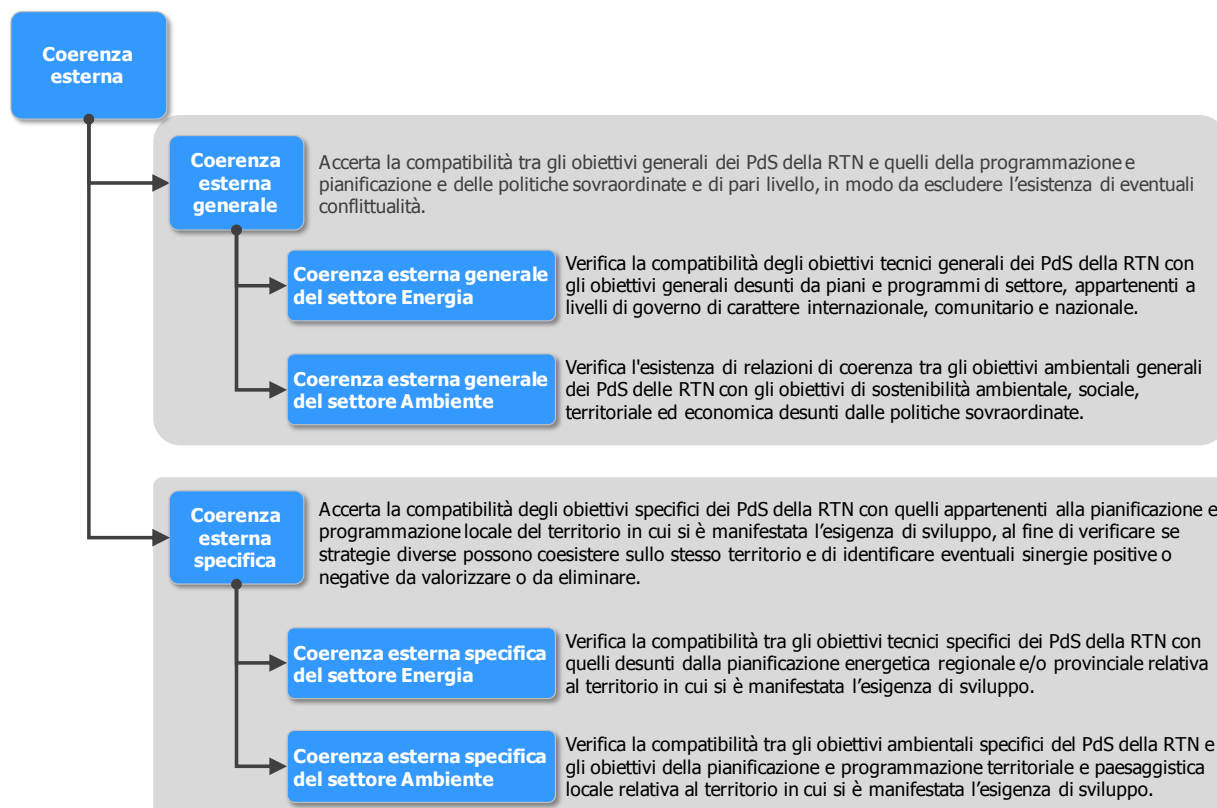 Coerenza
esterna
Coerenza
esterna
generale
Accerta la compatibilità tra gli obiettivi generali dei PdS della RTN e quelli della programmazione e
pianificazione e delle politiche sovraordinate e di pari livello, in modo da escludere l’esistenza di eventuali
conflittualità.
Coerenza esterna generale
del settore Energia
Verifica la compatibilità degli obiettivi tecnici generali dei PdS della RTN con
gli obiettivi generali desunti da piani e programmi di settore, appartenenti a
livelli di governo di carattere internazionale, comunitario e nazionale.
Coerenza esterna generale
del settore Ambiente
Verifica l'esistenza di relazioni di coerenza tra gli obiettivi ambientali generali
dei PdS delle RTN con gli obiettivi di sostenibilità ambientale, sociale,
territoriale ed economica desunti dalle politiche sovraordinate.
Coerenza
esterna
specifica
Accerta la compatibilità degli obiettivi specifici dei PdS della RTN con quelli appartenenti alla pianificazione e
programmazione locale del territorio in cui si è manifestata l’esigenza di sviluppo, al fine di verificare se
strategie diverse possono coesistere sullo stesso territorio e di identificare eventuali sinergie positive o
negative da valorizzare o da eliminare.
Coerenza esterna specifica
del settore Energia
Verifica la compatibilità tra gli obiettivi tecnici specifici dei PdS della RTN con
quelli desunti dalla pianificazione energetica regionale e/o provinciale relativa
al territorio in cui si è manifestata l’esigenza di sviluppo.
Coerenza esterna specifica
del settore Ambiente
Verifica la compatibilità tra gli obiettivi ambientali specifici del PdS della RTN e
gli obiettivi della pianificazione e programmazione territoriale e paesaggistica
locale relativa al territorio in cui si è manifestata l’esigenza di sviluppo.